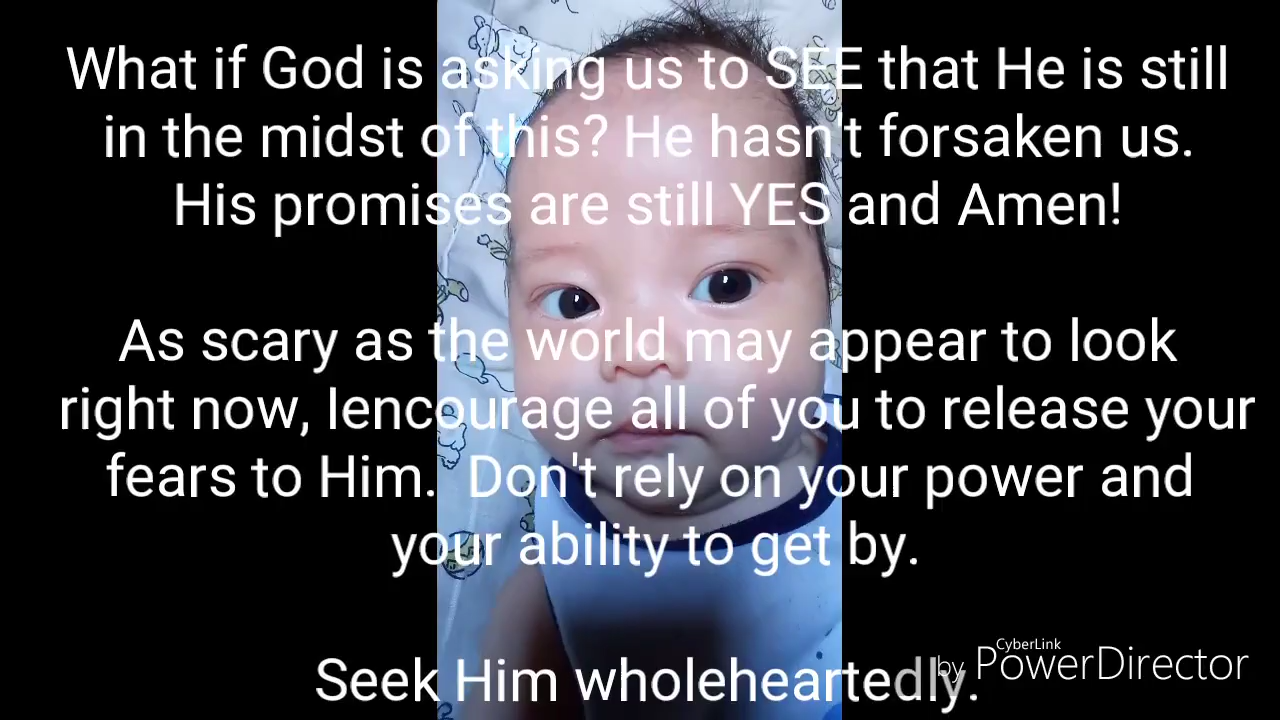 What if God is asking us to SEE that He is still
in the midst of this? He hasn't forsaken us.
His promises are still YES and Amen!
As scary as the world may appear to look
right now, Iencourage all of you to release your
fears to Him.  Don't rely on your power and
your ability to get by.
Seek Him wholeheartedly.
CyberLink
by PowerDirector